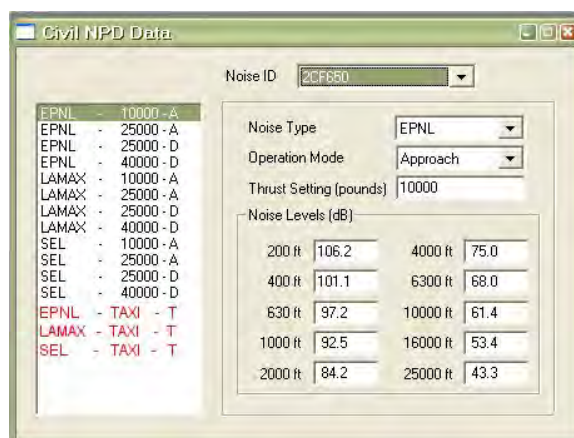 Civil NPD Data
Noise ID 2CF650
EPNL - 10000 - A
EPNL - 25000 - A
EPNL - 25000 - D
EPNL - 40000 - D
LAMAX - 10000 - A
LAMAX - 25000 - A
LAMAX - 25000 - D
LAMAX - 40000 - D
SEL - 10000 - A
SEL - 25000 - A
SEL - 25000 - D
SEL - 40000 - D
EPNL - TAXI - T
LAMAX - TAXI - T
SEL - TAXI - T
Noise Type EPNL
Operation Mode Approach
Thrust Setting (pounds) 10000
Noise Levels (dB)
200 ft 106.2 4000 ft 75.0
400 ft 101.1 6300 ft 68.0
630 ft 97.2 10000 ft 61.4
1000 ft 92.5 16000 ft 53.4
2000 ft 84.2 25000 ft 43.3